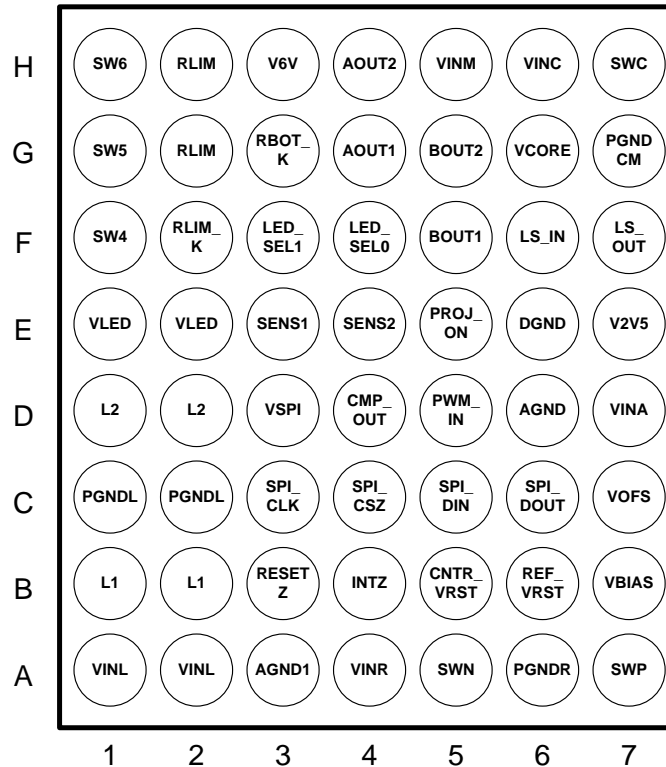 H SW6 RLIM V6V AOUT2 VINM VINC SWC
G SW5 RLIM RBOT_ K AOUT1 BOUT2 VCORE PGND CM
F SW4 RLIM_ K LED_ SEL1 LED_ SEL0 BOUT1 LS_IN LS_ OUT
E VLED VLED SENS1 SENS2 PROJ_ ON DGND V2V5
D L2 L2 VSPI CMP_ OUT PWM_ IN AGND VINA
C PGNDL PGNDL SPI_ CLK SPI_ CSZ SPI_ DIN SPI_ DOUT VOFS
B L1 L1 RESET Z INTZ CNTR_ VRST REF_ VRST VBIAS
A VINL VINL AGND1 VINR SWN PGNDR SWP
1 2 3 4 5 6 7